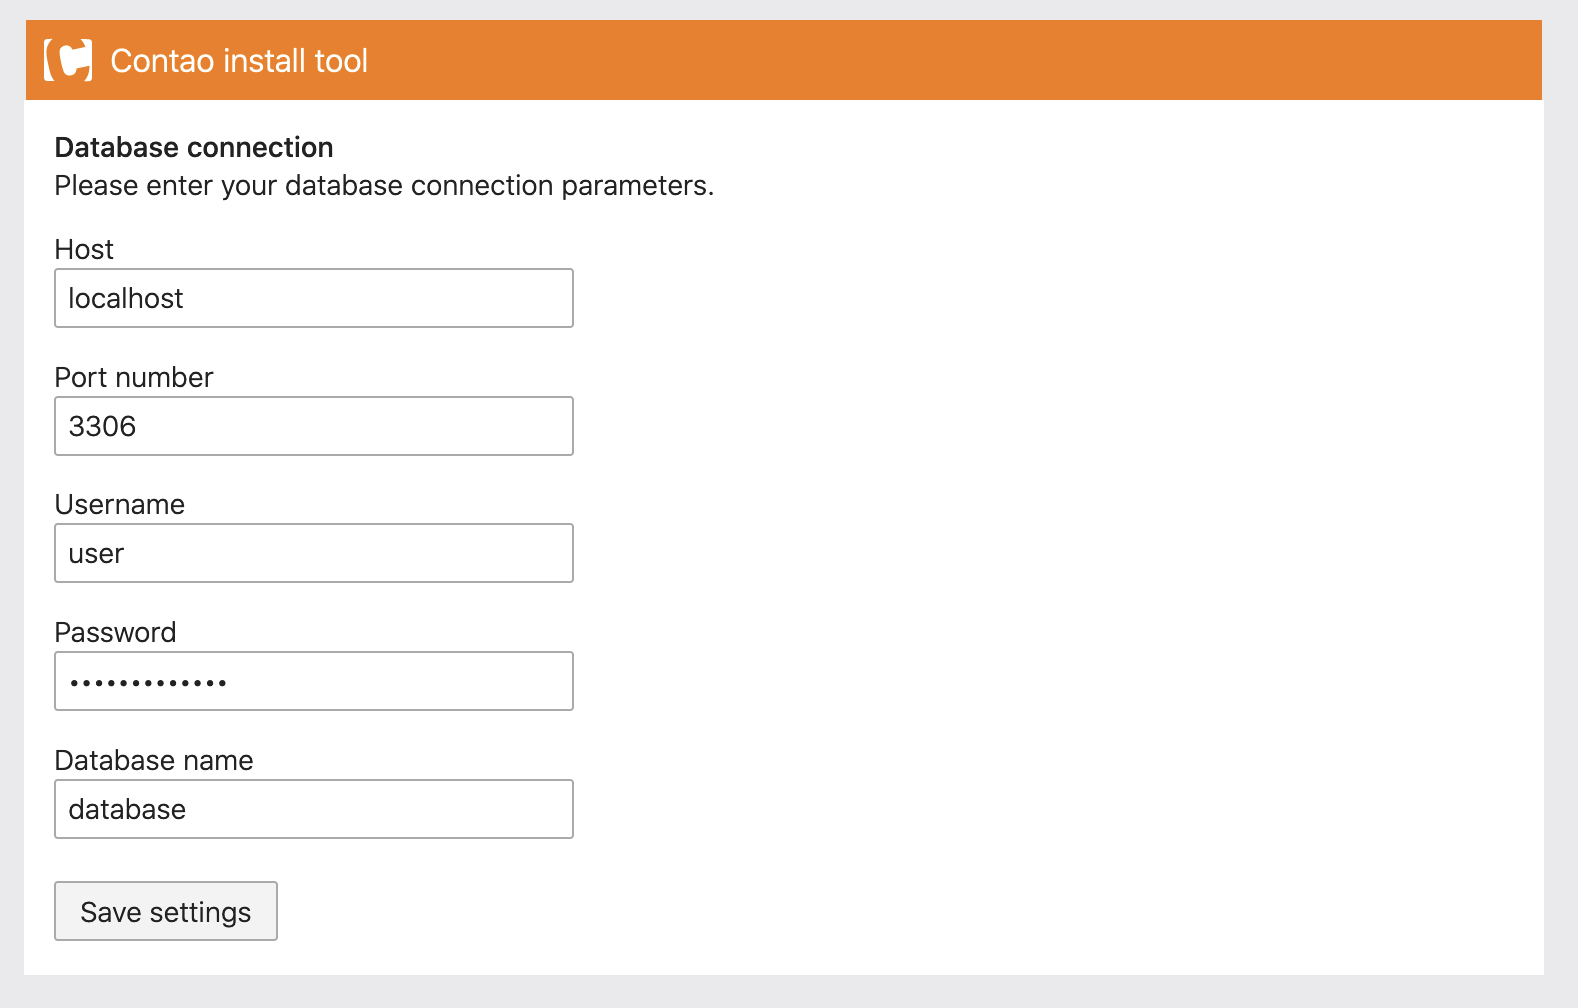 Contao install tool
Database connection
Please enter your database connection parameters.
Host
localhost
Port number
3306
Username
user
Password
•••••••••••••
Database name
database
Save settings